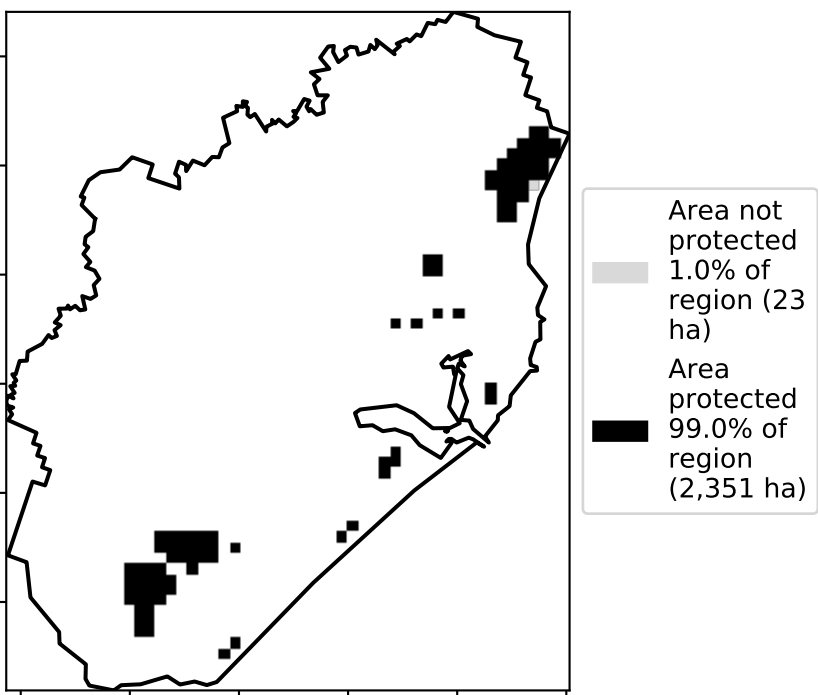 Area not
protected
1.0% of
region (23
ha)
Area
protected
99.0% of
region
(2,351 ha)